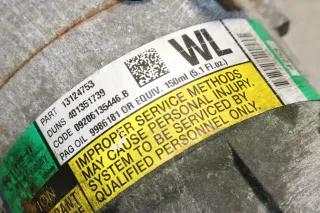 WL
PART 13124753
DUNS 401351739
CODE 09206135446.B
PAG OIL 9986181 OR EQUIV. 150ml (5.1 fl.oz.)
IMPROPER SERVICE METHODS
MAY CAUSE PERSONAL INJURY.
SYSTEM TO BE SERVICED BY
QUALIFIED PERSONNEL ONLY.